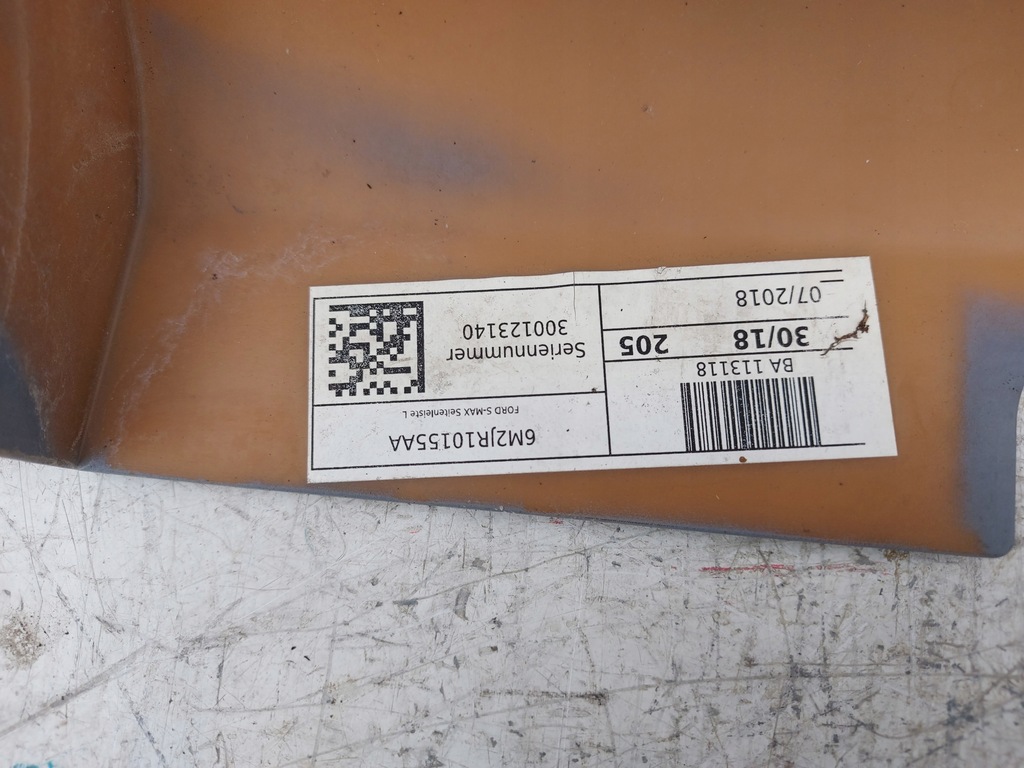 BA 113118
30/18 205
07/2018
6M2JR10155AA
FORD S-MAX Seitenleiste L
Seriennummer
300123140